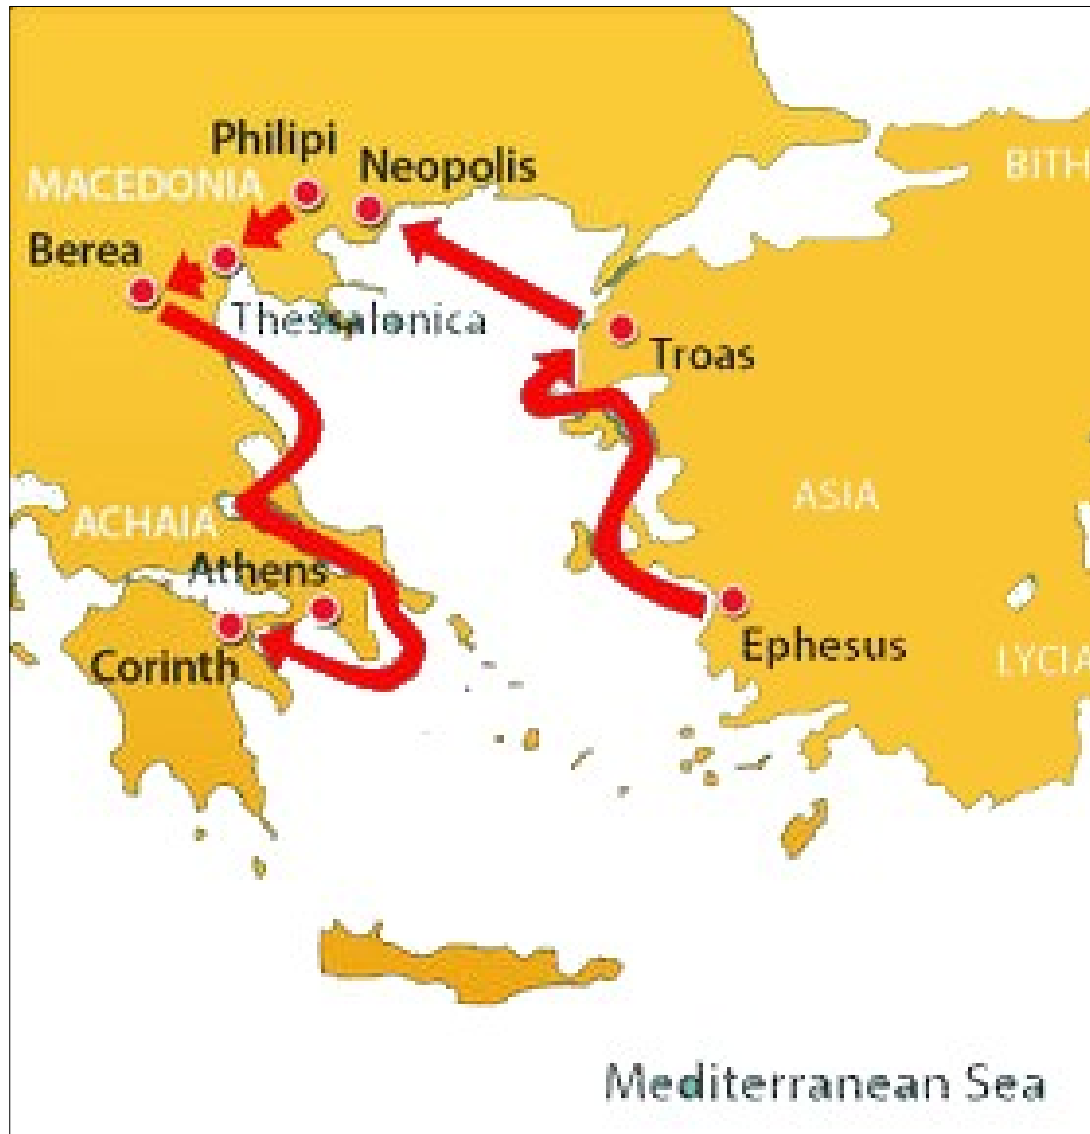 Philipi
Neopolis
MACEDONIA
BITH
Berea
Thessalonica
Troas
ASIA
ACHAIA
Athens
Ephesus
Corinth
LYCIA
Mediterranean Sea